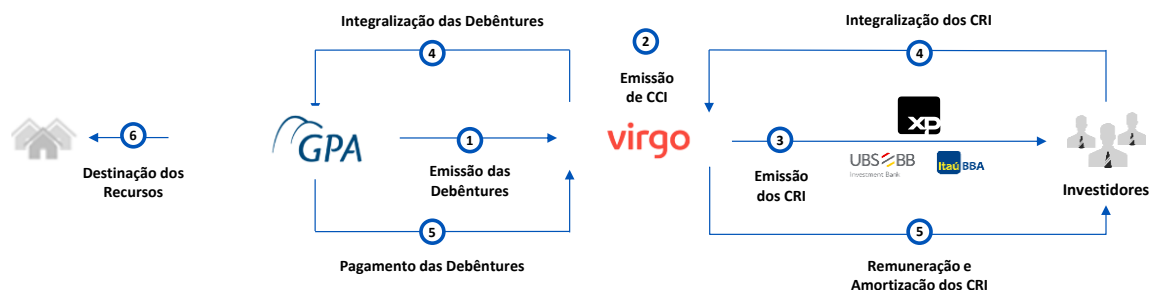 Integralização das Debêntures
4
2
Emissão
de CCI
Integralização dos CRI
4
6
Destinação dos
Recursos
GPA
1
Emissão das
Debêntures
virgo
3
Emissão
dos CRI
xp
UBS BB
Investment Bank
Itaú BBA
Investidores
5
Pagamento das Debêntures
5
Remuneração e
Amortização dos CRI